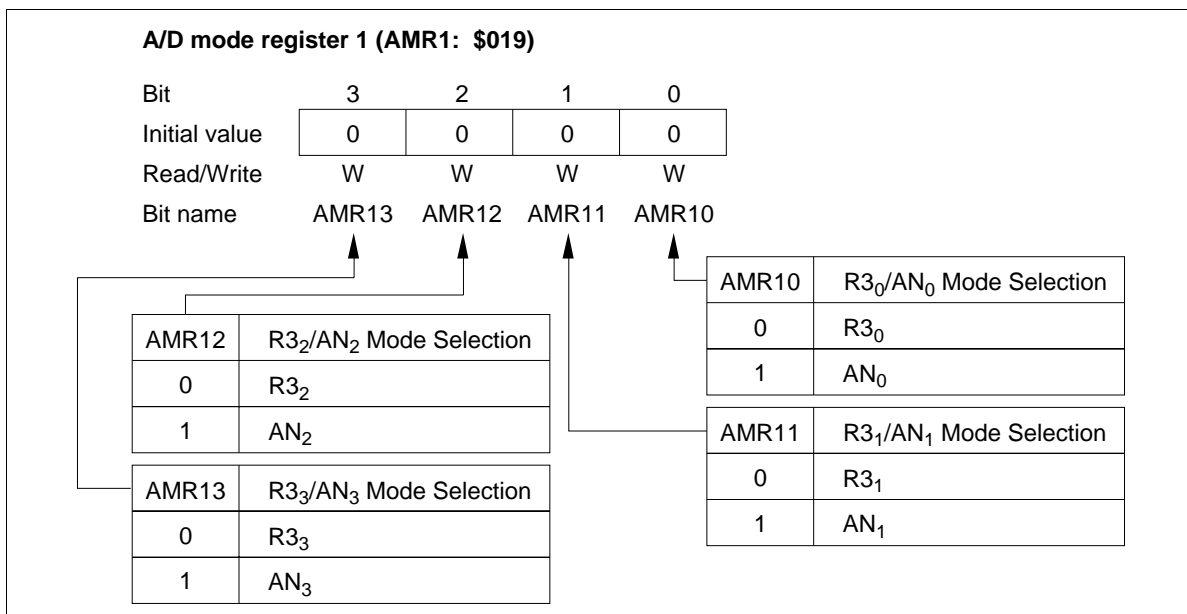 A/D mode register 1 (AMR1: $019)
Bit 3 2 1 0
Initial value 0 0 0 0
Read/Write W W W W
Bit name AMR13 AMR12 AMR11 AMR10
AMR12 R3₂/AN₂ Mode Selection
0 R3₂
1 AN₂
AMR13 R3₃/AN₃ Mode Selection
0 R3₃
1 AN₃
AMR10 R3₀/AN₀ Mode Selection
0 R3₀
1 AN₀
AMR11 R3₁/AN₁ Mode Selection
0 R3₁
1 AN₁